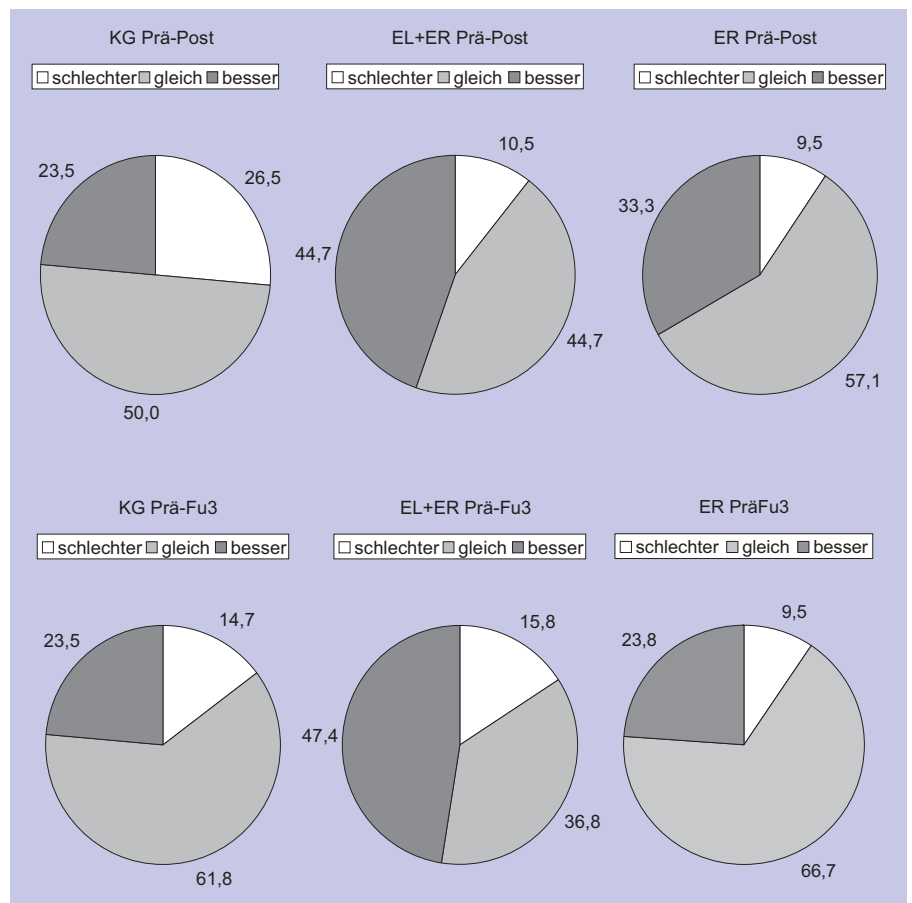 KG Prä-Post
schlechter gleich besser
23,5
26,5
50,0
EL+ER Prä-Post
schlechter gleich besser
10,5
44,7
44,7
ER Prä-Post
schlechter gleich besser
9,5
33,3
57,1
KG Prä-Fu3
schlechter gleich besser
14,7
23,5
61,8
EL+ER Prä-Fu3
schlechter gleich besser
15,8
47,4
36,8
ER PräFu3
schlechter gleich besser
9,5
23,8
66,7